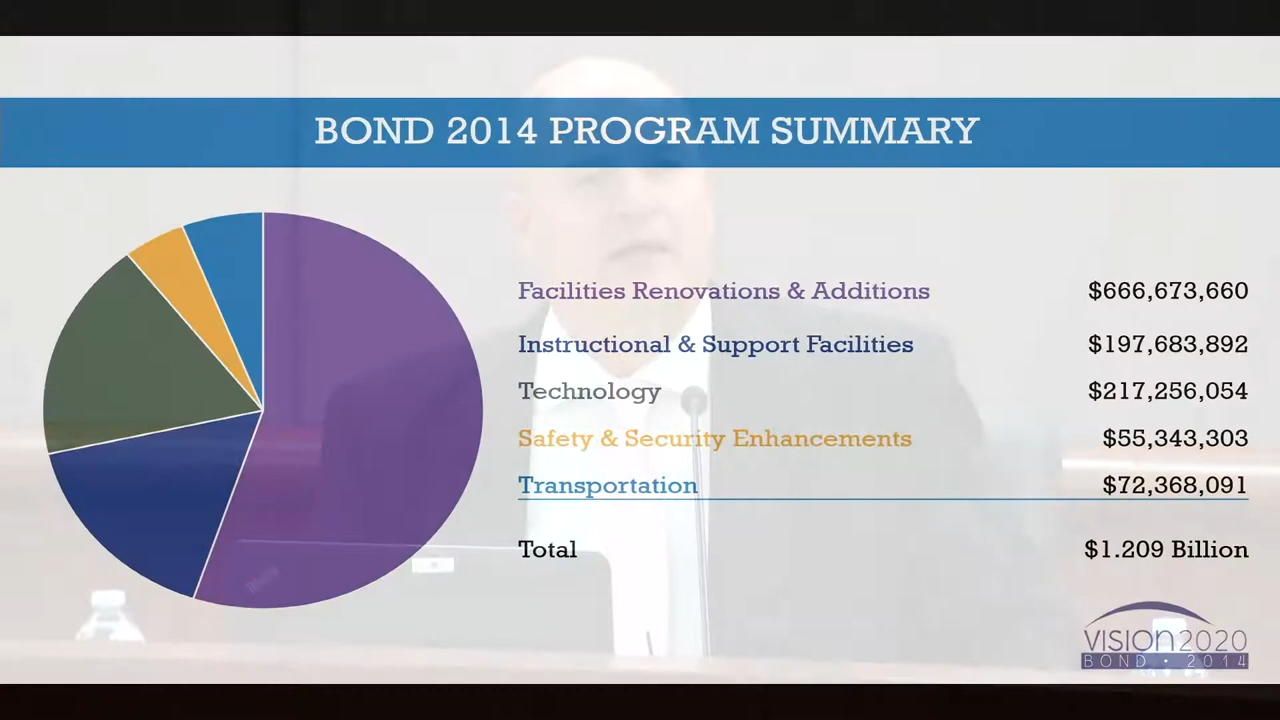 BOND 2014 PROGRAM SUMMARY
Facilities Renovations & Additions $666,673,660
Instructional & Support Facilities $197,683,892
Technology $217,256,054
Safety & Security Enhancements $55,343,303
Transportation $72,368,091
Total $1.209 Billion
VISION2020
BOND • 2014